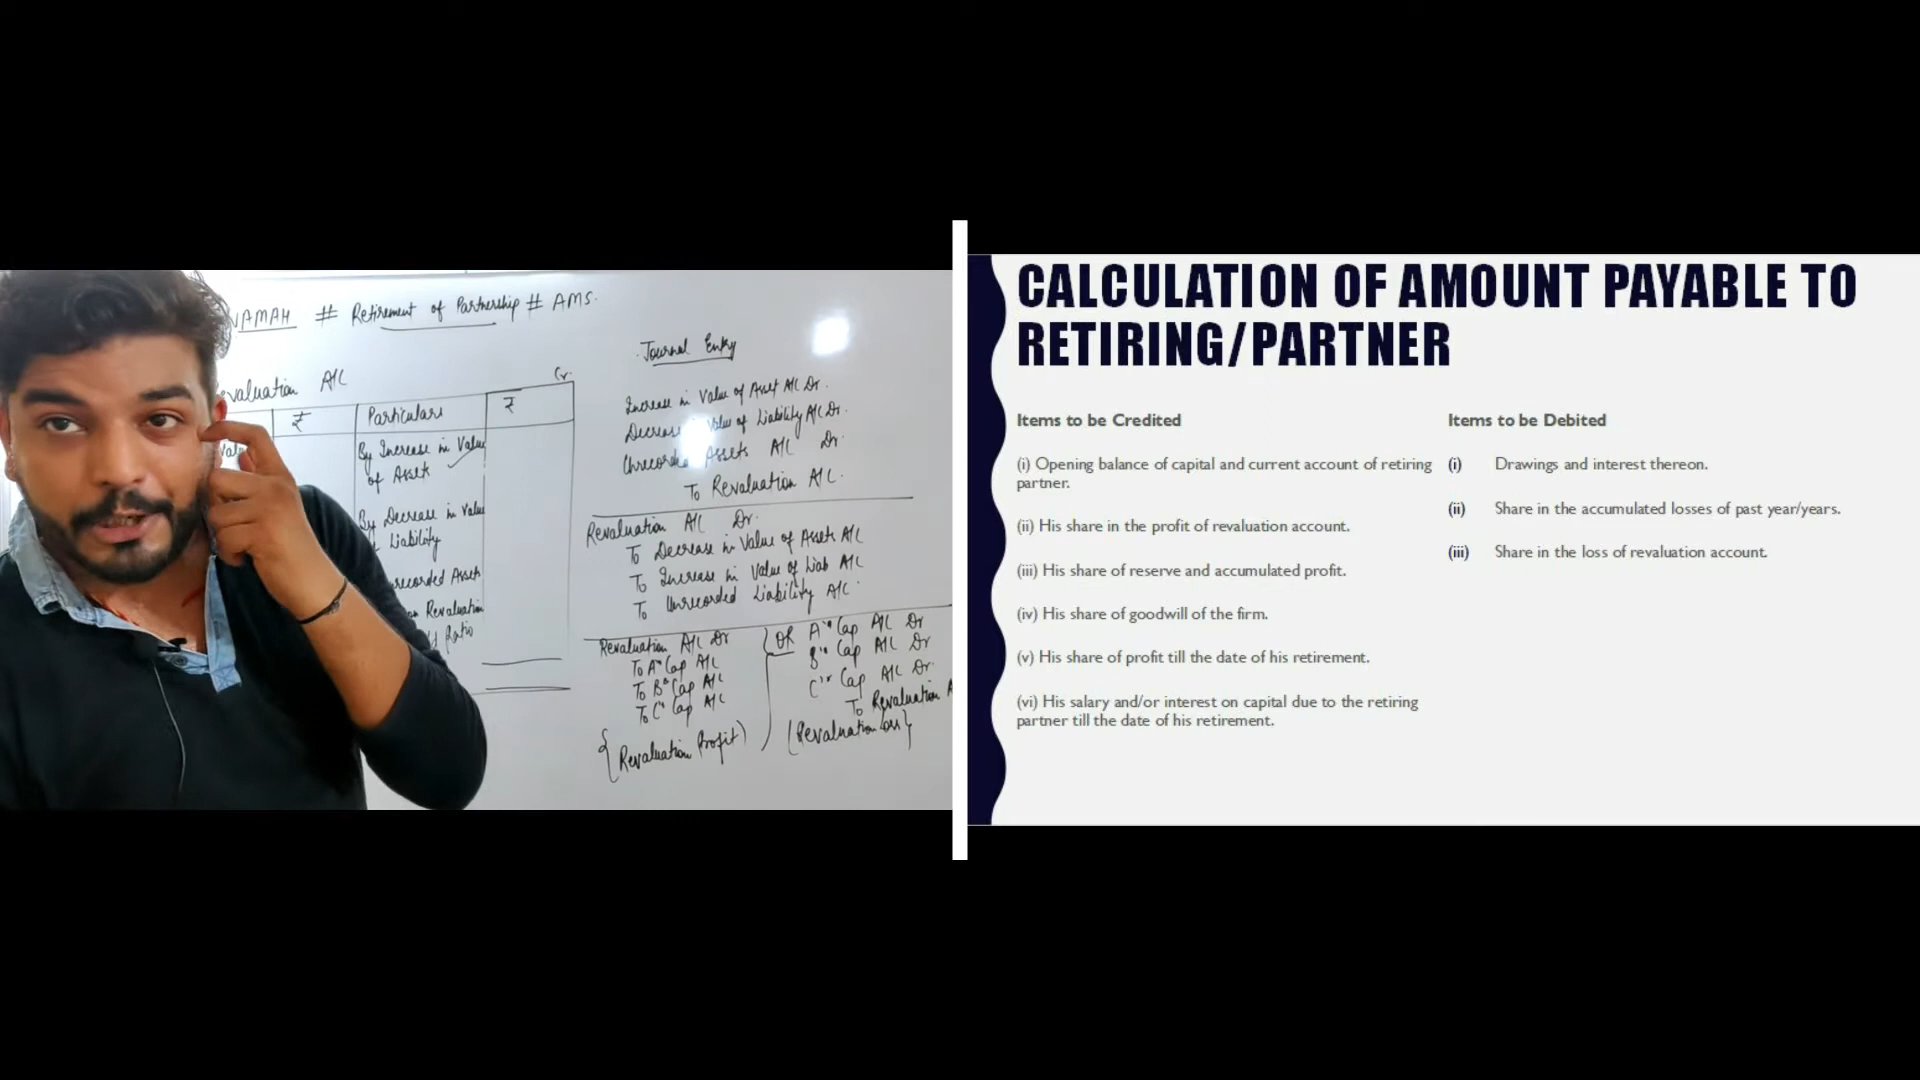 VAMAH # Retirement of Partnership # AMS.
Revaluation A/C
Cr.
₹ Particulars ₹
By Increase in Value
of Assets
By Decrease in Value
Liability
recorded Assets
on Revaluation
Ratio
Journal Entry
Increase in Value of Asset A/C Dr.
Decrease in Value of Liability A/C Dr.
Unrecorded Assets A/C Dr.
To Revaluation A/C.
Revaluation A/C Dr.
To Decrease in Value of Assets A/C
To Increase in Value of Liab A/C
To Unrecorded Liability A/C.
Revaluation A/C Dr
To A's Cap A/C
To B's Cap A/C
To C's Cap A/C
{Revaluation Profit)
OR A's Cap A/C Dr
B's Cap A/C Dr
C's Cap A/C Dr.
To Revaluation A
(Revaluation loss}
CALCULATION OF AMOUNT PAYABLE TO
RETIRING/PARTNER
Items to be Credited
(i) Opening balance of capital and current account of retiring
partner.
(ii) His share in the profit of revaluation account.
(iii) His share of reserve and accumulated profit.
(iv) His share of goodwill of the firm.
(v) His share of profit till the date of his retirement.
(vi) His salary and/or interest on capital due to the retiring
partner till the date of his retirement.
Items to be Debited
(i) Drawings and interest thereon.
(ii) Share in the accumulated losses of past year/years.
(iii) Share in the loss of revaluation account.